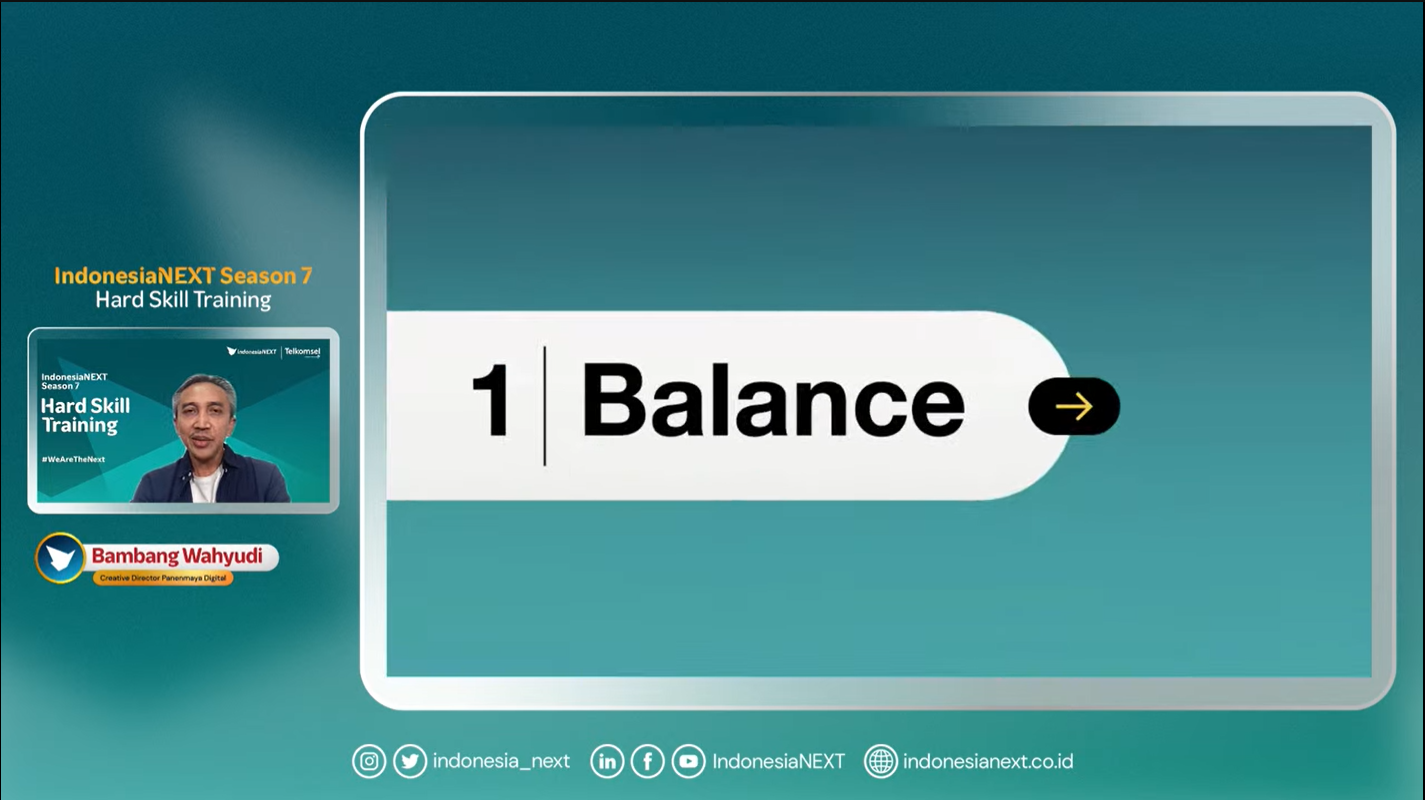 IndonesiaNEXT Season 7
Hard Skill Training
IndonesiaNEXT
Telkomsel
IndonesiaNEXT
Season 7
Hard Skill
Training
#WeAreTheNext
Bambang Wahyudi
Creative Director Panenmaya Digital
1 | Balance
indonesia_next
IndonesiaNEXT
indonesianext.co.id